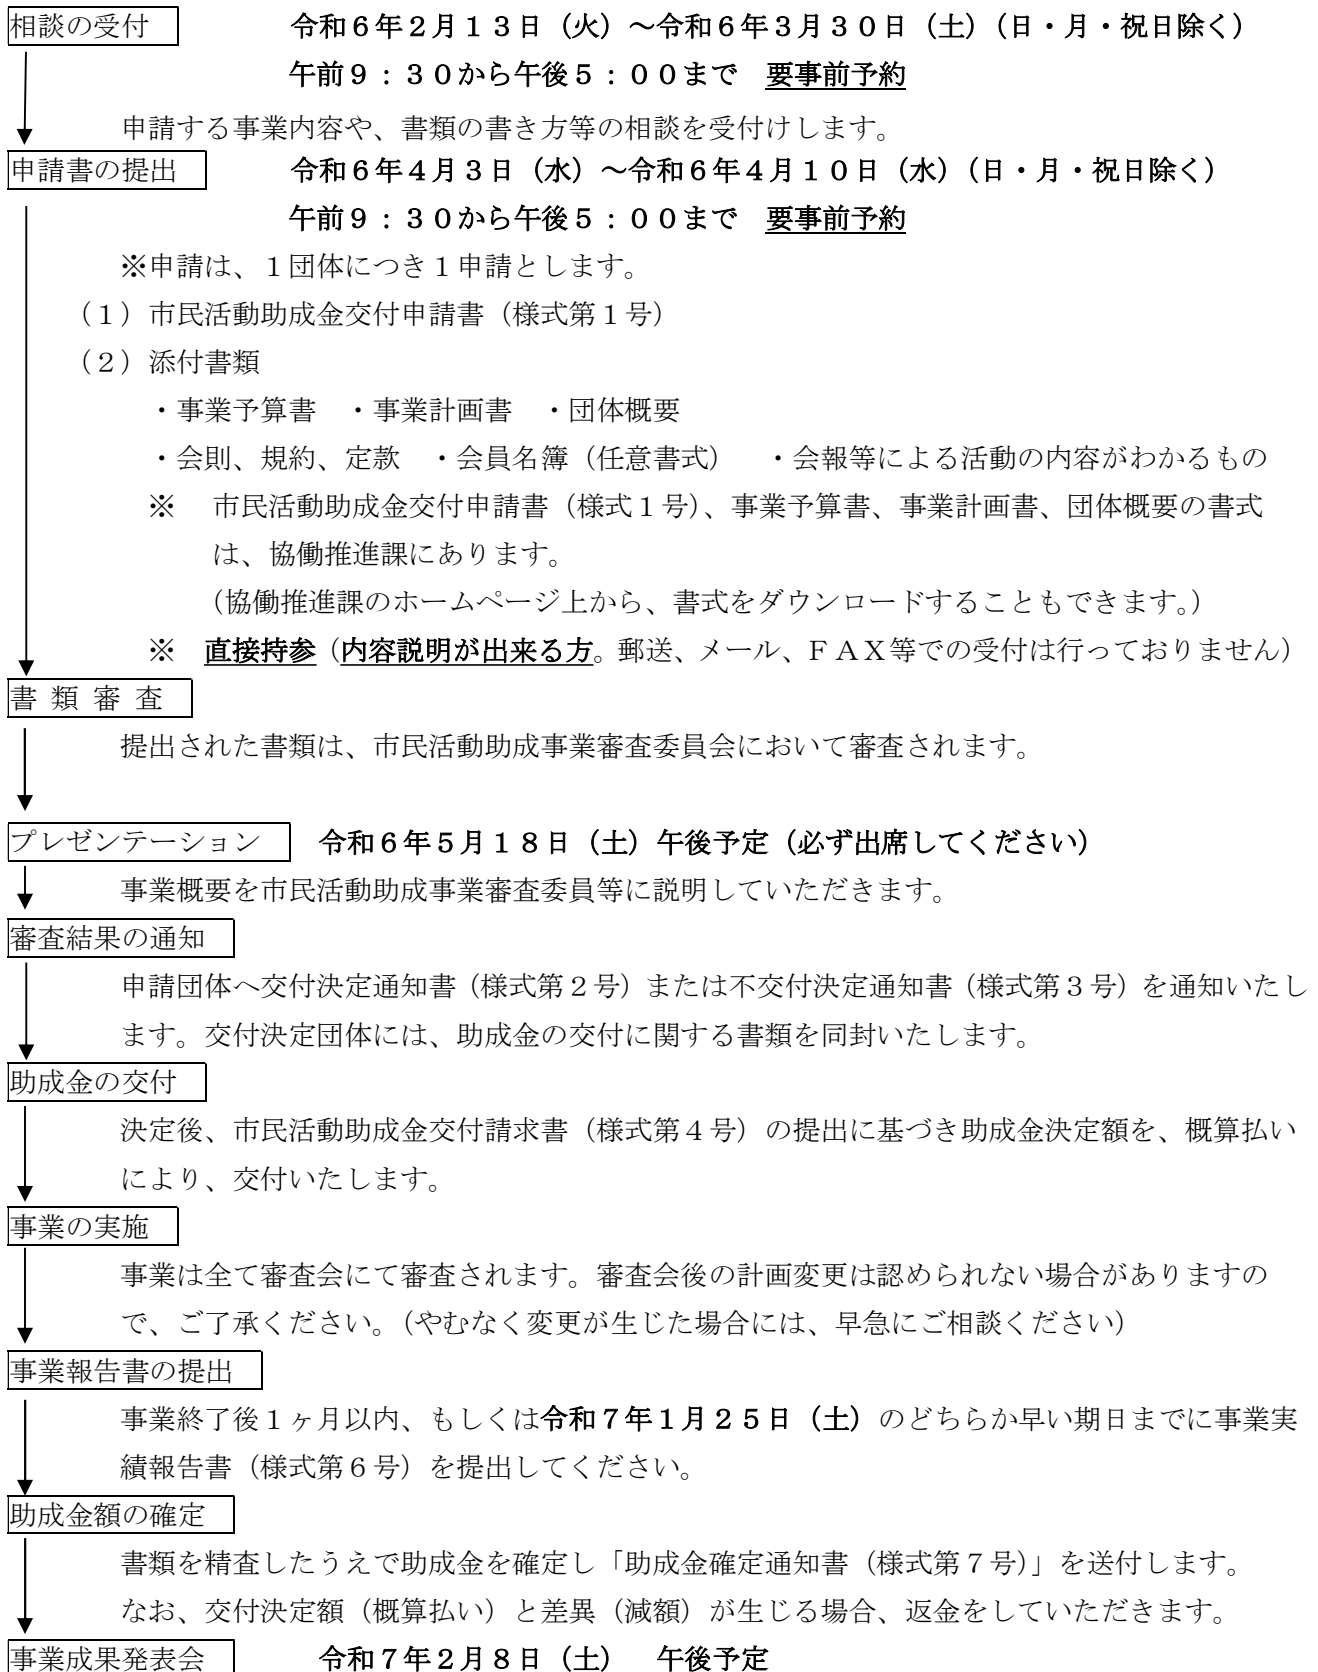 相談の受付　令和６年２月１３日（火）～令和６年３月３０日（土）（日・月・祝日除く）
午前９：３０から午後５：００まで　要事前予約
申請する事業内容や、書類の書き方等の相談を受付けします。
申請書の提出　令和６年４月３日（水）～令和６年４月１０日（水）（日・月・祝日除く）
午前９：３０から午後５：００まで　要事前予約
※申請は、１団体につき１申請とします。
（１）市民活動助成金交付申請書（様式第１号）
（２）添付書類
・事業予算書　・事業計画書　・団体概要
・会則、規約、定款　・会員名簿（任意書式）　・会報等による活動の内容がわかるもの
※　市民活動助成金交付申請書（様式１号）、事業予算書、事業計画書、団体概要の書式
は、協働推進課にあります。
（協働推進課のホームページ上から、書式をダウンロードすることもできます。）
※　直接持参（内容説明が出来る方。郵送、メール、ＦＡＸ等での受付は行っておりません）
書 類 審 査
提出された書類は、市民活動助成事業審査委員会において審査されます。
プレゼンテーション　令和６年５月１８日（土）午後予定（必ず出席してください）
事業概要を市民活動助成事業審査委員等に説明していただきます。
審査結果の通知
申請団体へ交付決定通知書（様式第２号）または不交付決定通知書（様式第３号）を通知いたし
ます。交付決定団体には、助成金の交付に関する書類を同封いたします。
助成金の交付
決定後、市民活動助成金交付請求書（様式第４号）の提出に基づき助成金決定額を、概算払い
により、交付いたします。
事業の実施
事業は全て審査会にて審査されます。審査会後の計画変更は認められない場合がありますの
で、ご了承ください。（やむなく変更が生じた場合には、早急にご相談ください）
事業報告書の提出
事業終了後１ヶ月以内、もしくは令和７年１月２５日（土）のどちらか早い期日までに事業実
績報告書（様式第６号）を提出してください。
助成金額の確定
書類を精査したうえで助成金を確定し「助成金確定通知書（様式第７号）」を送付します。
なお、交付決定額（概算払い）と差異（減額）が生じる場合、返金をしていただきます。
事業成果発表会　令和７年２月８日（土）　午後予定